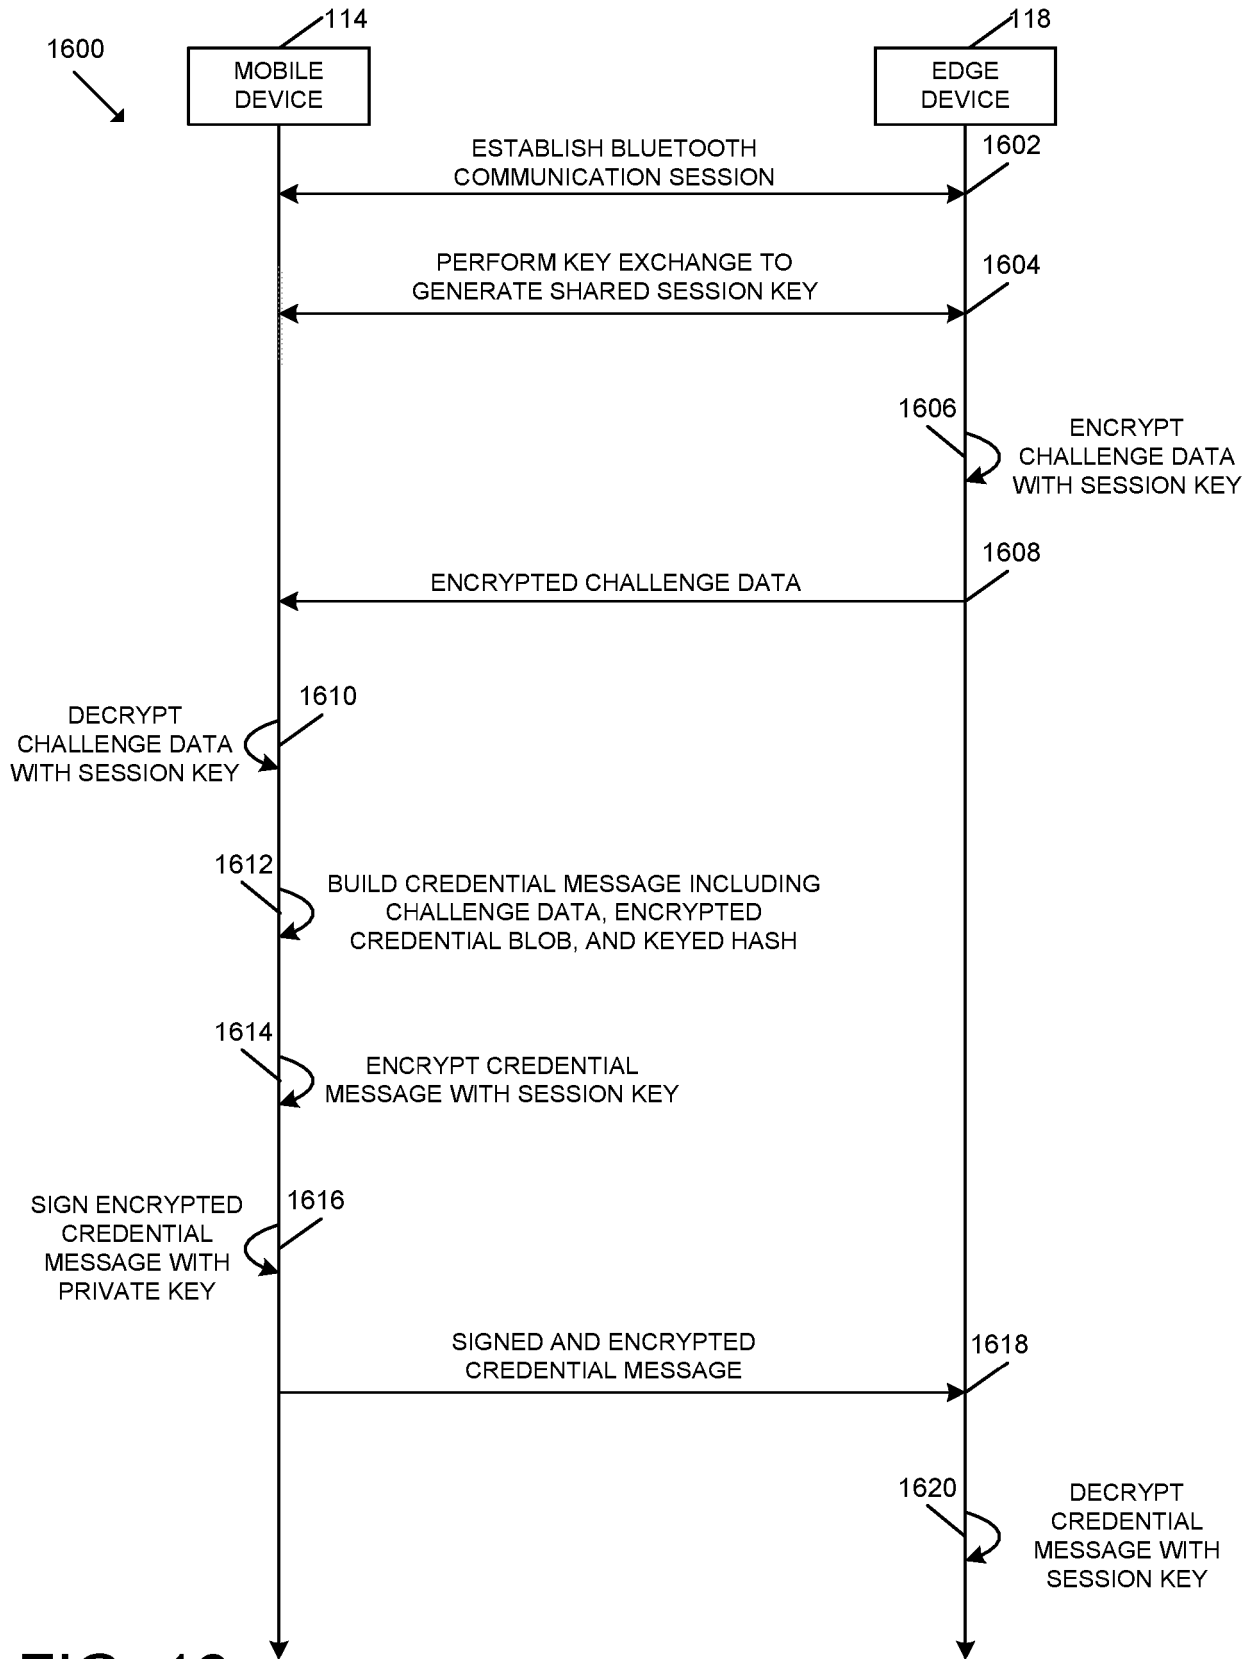 114
118
1600
MOBILE
DEVICE
EDGE
DEVICE
ESTABLISH BLUETOOTH
COMMUNICATION SESSION
1602
PERFORM KEY EXCHANGE TO
GENERATE SHARED SESSION KEY
1604
1606
ENCRYPT
CHALLENGE DATA
WITH SESSION KEY
1608
ENCRYPTED CHALLENGE DATA
1610
DECRYPT
CHALLENGE DATA
WITH SESSION KEY
1612
BUILD CREDENTIAL MESSAGE INCLUDING
CHALLENGE DATA, ENCRYPTED
CREDENTIAL BLOB, AND KEYED HASH
1614
ENCRYPT CREDENTIAL
MESSAGE WITH SESSION KEY
1616
SIGN ENCRYPTED
CREDENTIAL
MESSAGE WITH
PRIVATE KEY
SIGNED AND ENCRYPTED
CREDENTIAL MESSAGE
1618
1620
DECRYPT
CREDENTIAL
MESSAGE WITH
SESSION KEY